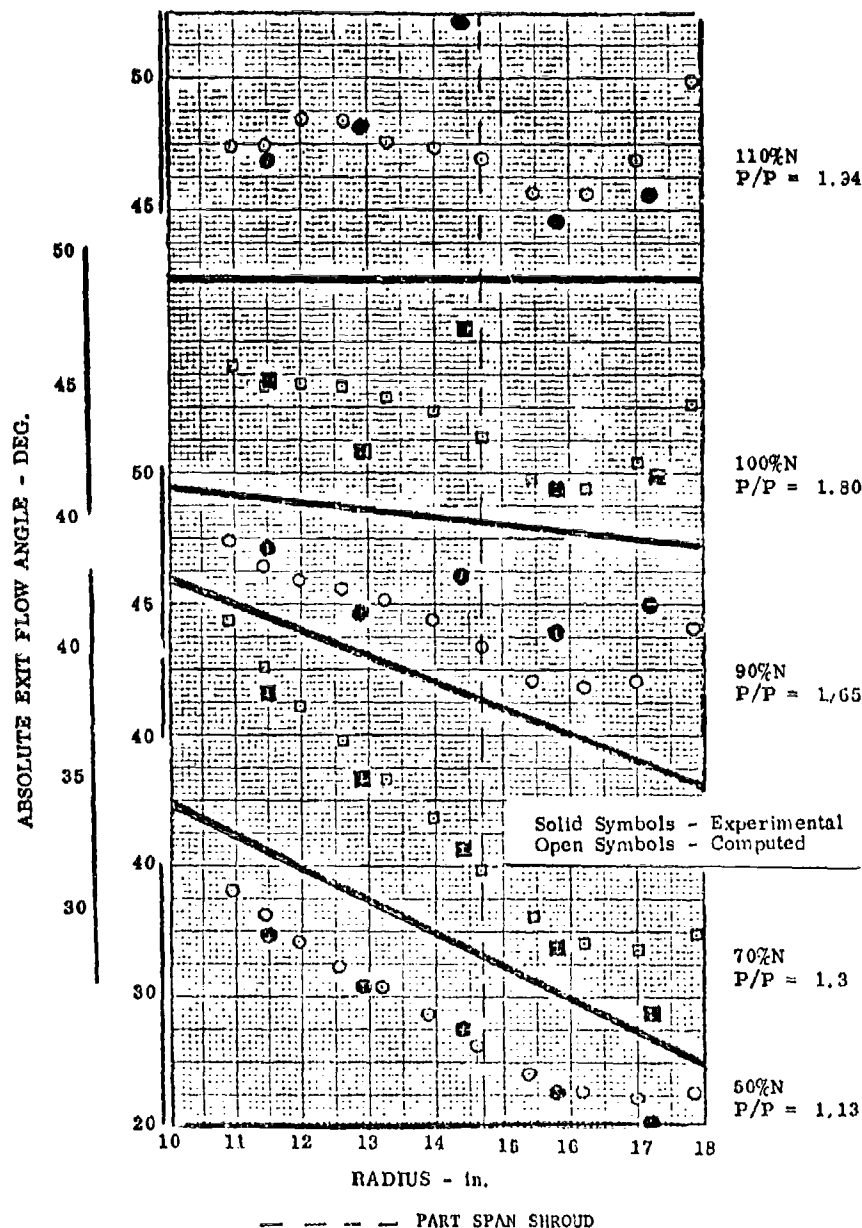 50
45
50
45
40
50
45
40
40
35
30
40
30
20
ABSOLUTE EXIT FLOW ANGLE - DEG.
110%N
P/P = 1.94
100%N
P/P = 1.80
90%N
P/P = 1.65
Solid Symbols - Experimental
Open Symbols - Computed
70%N
P/P = 1.3
50%N
P/P = 1.13
10 11 12 13 14 15 16 17 18
RADIUS - in.
PART SPAN SHROUD